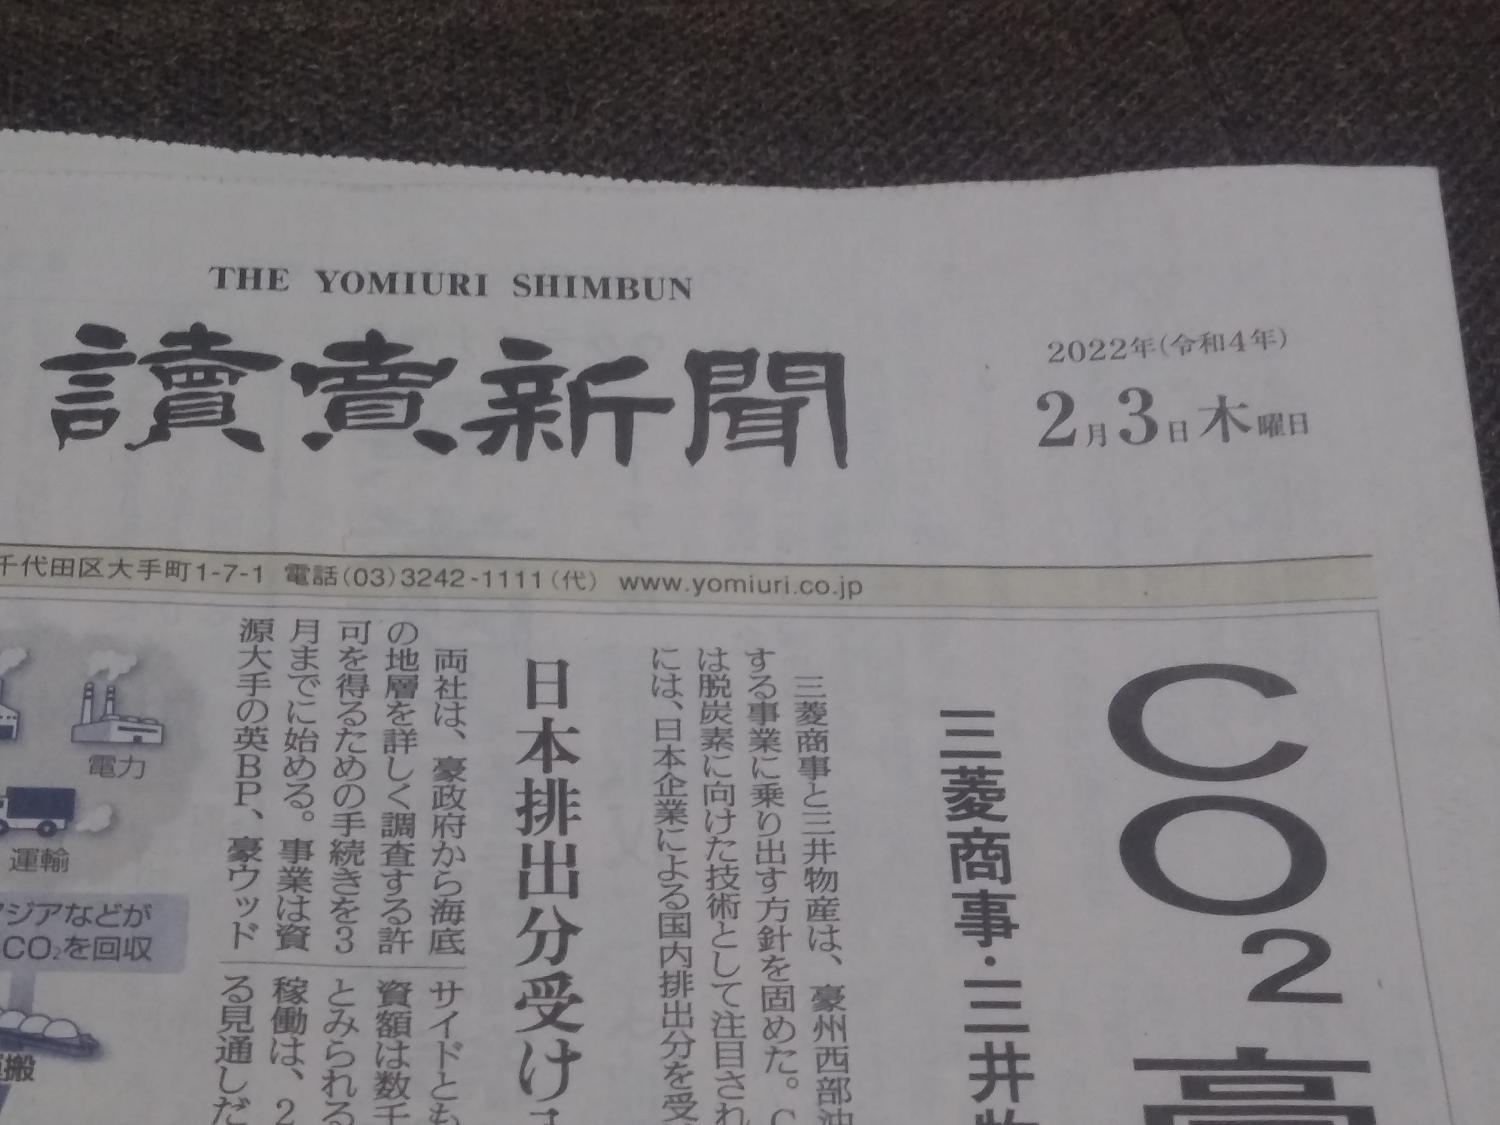 THE YOMIURI SHIMBUN
讀賣新聞
2022年(令和4年)
2月3日木曜日
千代田区大手町1-7-1 電話(03)3242-1111(代) www.yomiuri.co.jp
CO2豪
三菱商事・三井
三菱商事と三井物産は、豪州西部
する事業に乗り出す方針を固めた。
は脱炭素に向けた技術として注目され
には、日本企業による国内排出分を受
日本排出分受け
両社は、豪政府から海底
の地層を詳しく調査する許
可を得るための手続きを3
月までに始める。事業は資
源大手の英BP、豪ウッド
サイドとも
資額は数千
とみられる
稼働は、2
る見通しだ
電力
運輸
アジアなどが
CO2を回収
運搬